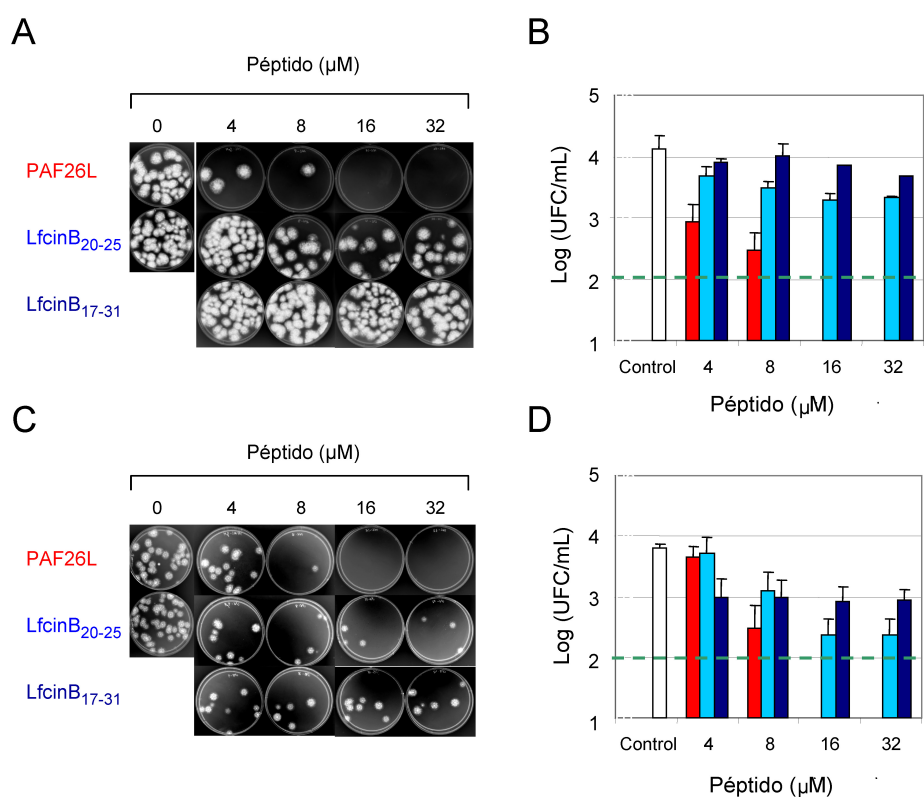 A
Péptido (µM)
0 4 8 16 32
PAF26L
LfcinB20-25
LfcinB17-31
B
Log (UFC/mL)
5
4
3
2
1
Control 4 8 16 32
Péptido (µM)
C
Péptido (µM)
0 4 8 16 32
PAF26L
LfcinB20-25
LfcinB17-31
D
Log (UFC/mL)
5
4
3
2
1
Control 4 8 16 32
Péptido (µM)